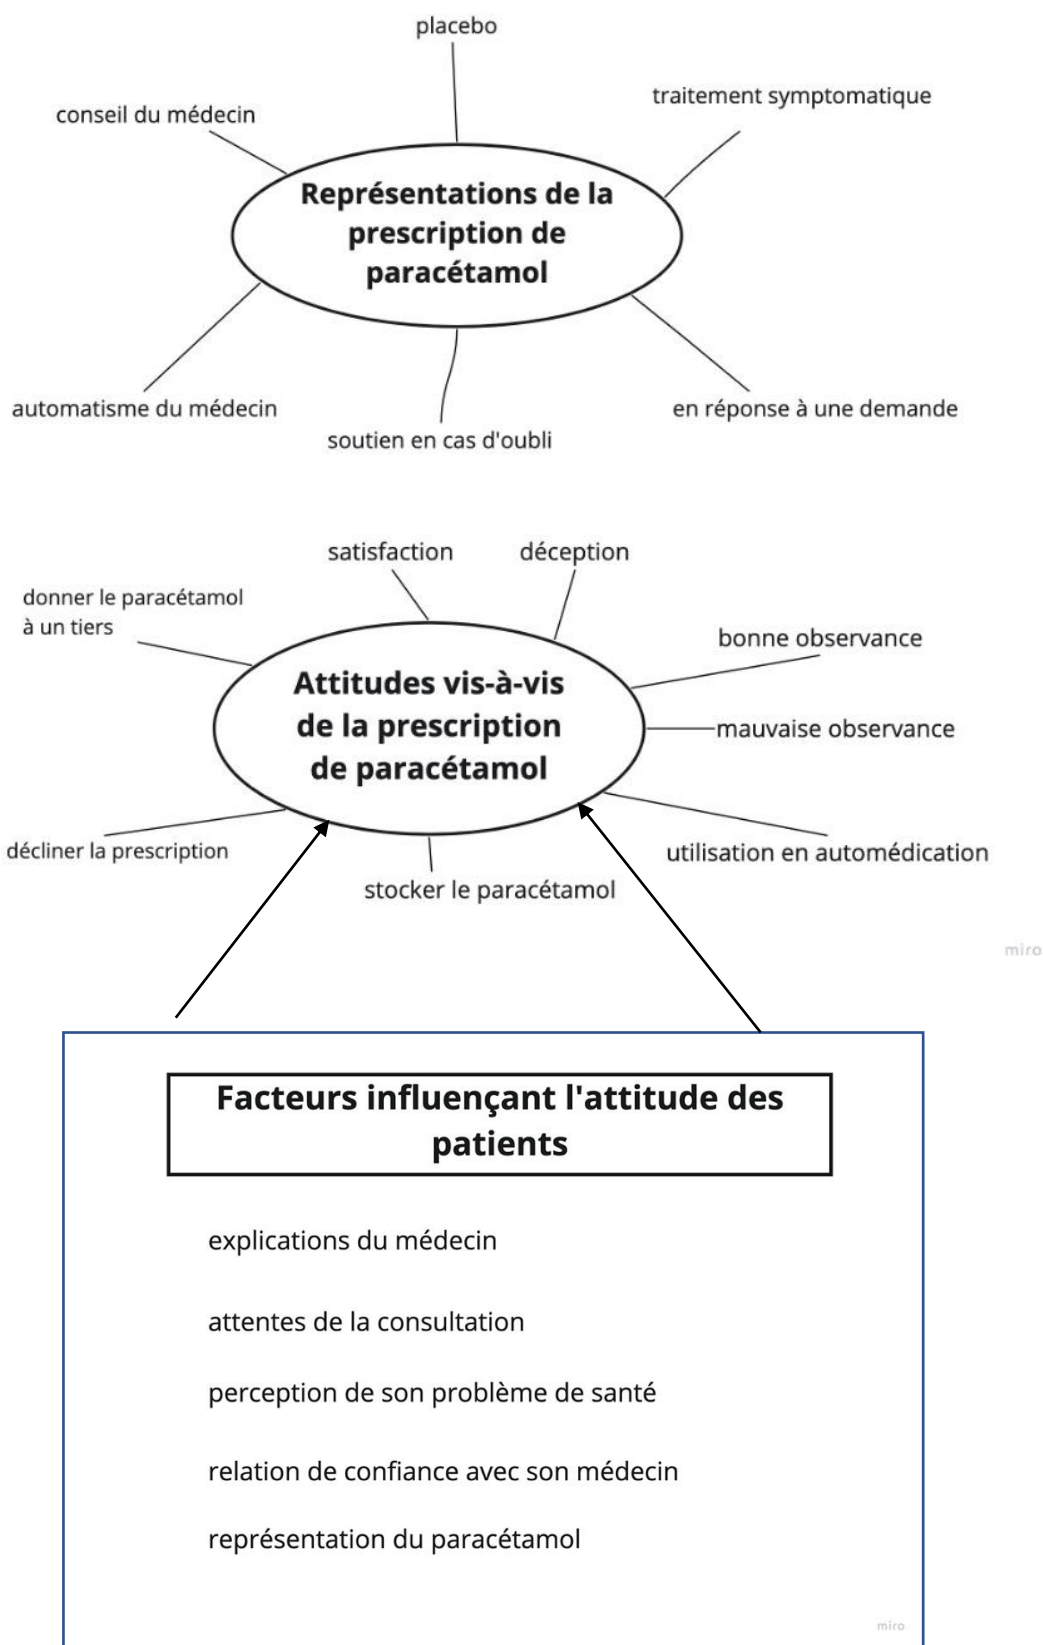 placebo
traitement symptomatique
conseil du médecin
Représentations de la
prescription de
paracétamol
automatisme du médecin
en réponse à une demande
soutien en cas d'oubli
satisfaction
déception
donner le paracétamol
à un tiers
bonne observance
Attitudes vis-à-vis
de la prescription
de paracétamol
mauvaise observance
décliner la prescription
utilisation en automédication
stocker le paracétamol
miro
Facteurs influençant l'attitude des
patients
explications du médecin
attentes de la consultation
perception de son problème de santé
relation de confiance avec son médecin
représentation du paracétamol
miro